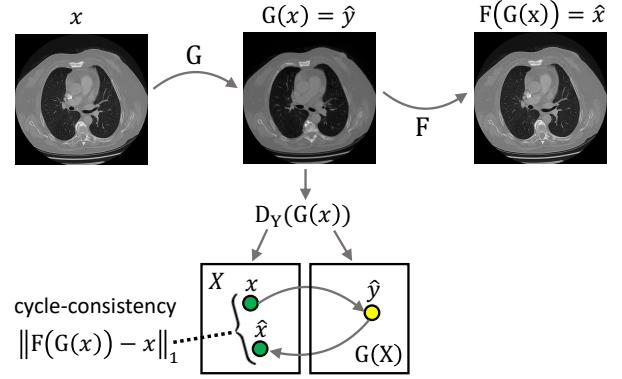 x
G(x) = ŷ
F(G(x)) = x̂
G
F
D_Y(G(x))
X
x
ŷ
cycle-consistency
x̂
‖F(G(x)) − x‖₁
G(X)